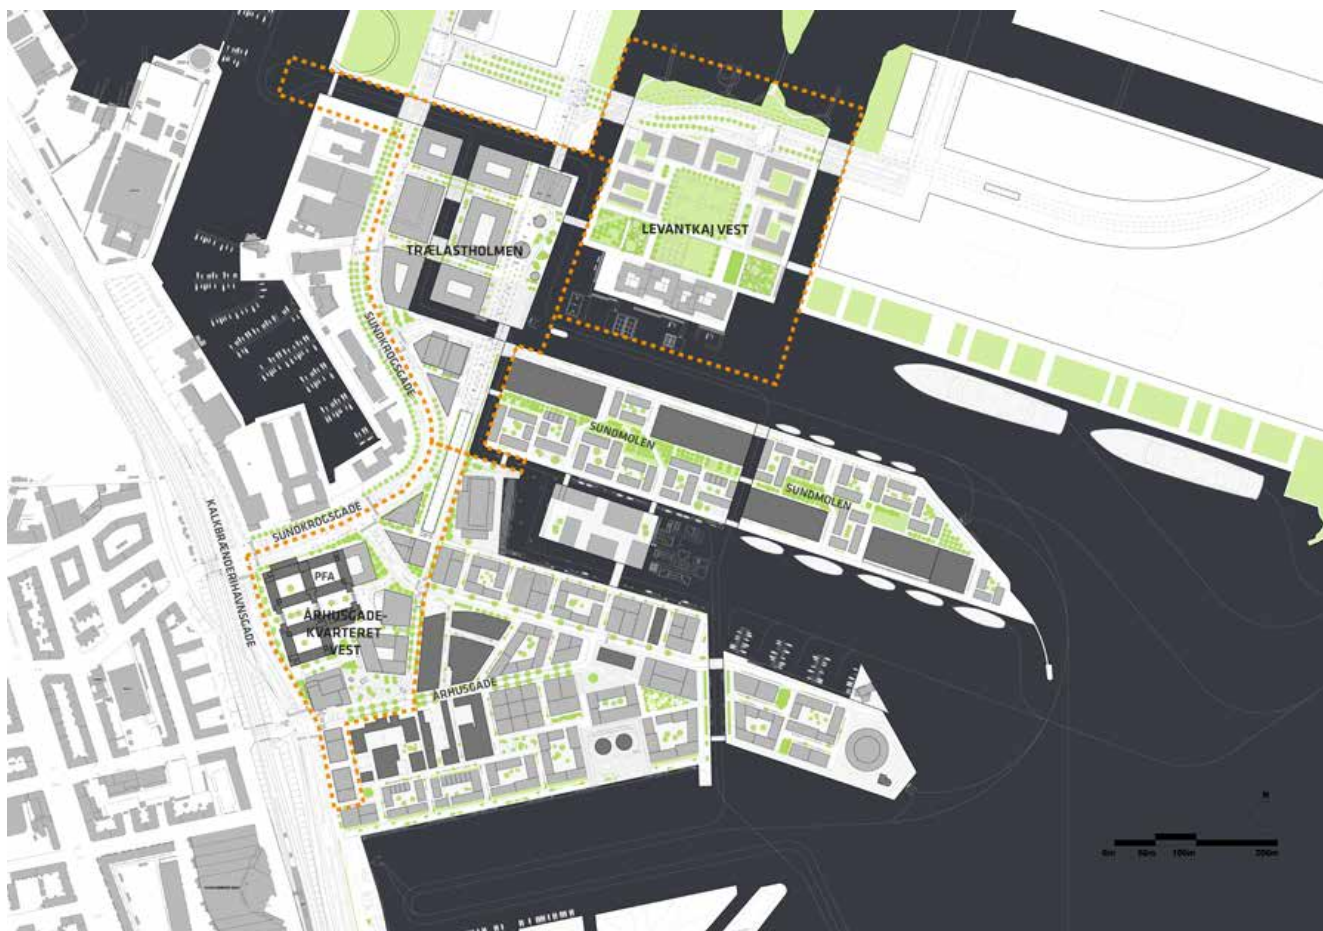 LEVANTKAJ VEST
TRÆLASTHOLMEN
SUNDKROGSGADE
SUNDMOLEN
SUNDMOLEN
KALKBRÆNDERIHAVNSGADE
SUNDKROGSGADE
PFA
ÅRHUSGADE-
KVARTERET
VEST
ÅRHUSGADE
N
0m 50m 100m 200m